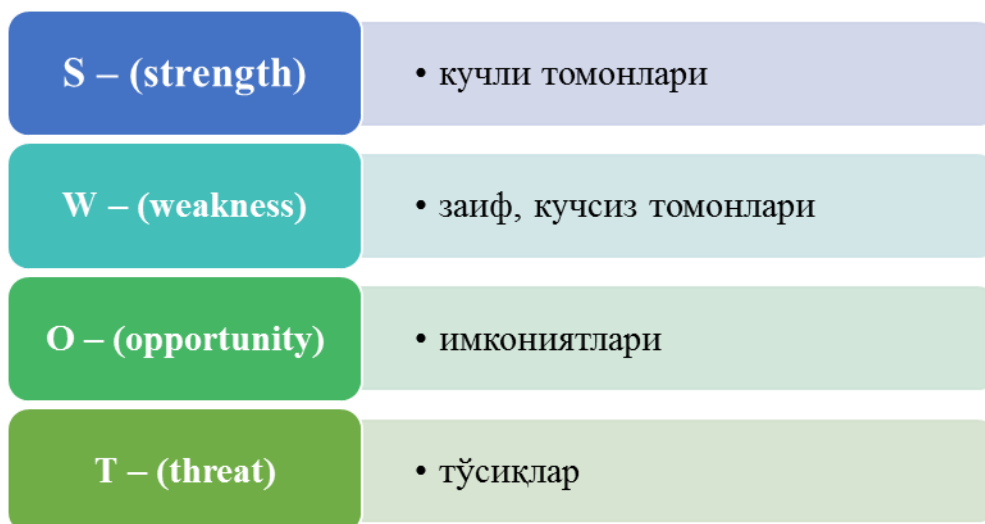 S – (strength)
• кучли томонлари
W – (weakness)
• заиф, кучсиз томонлари
O – (opportunity)
• имкониятлари
T – (threat)
• тўсиқлар